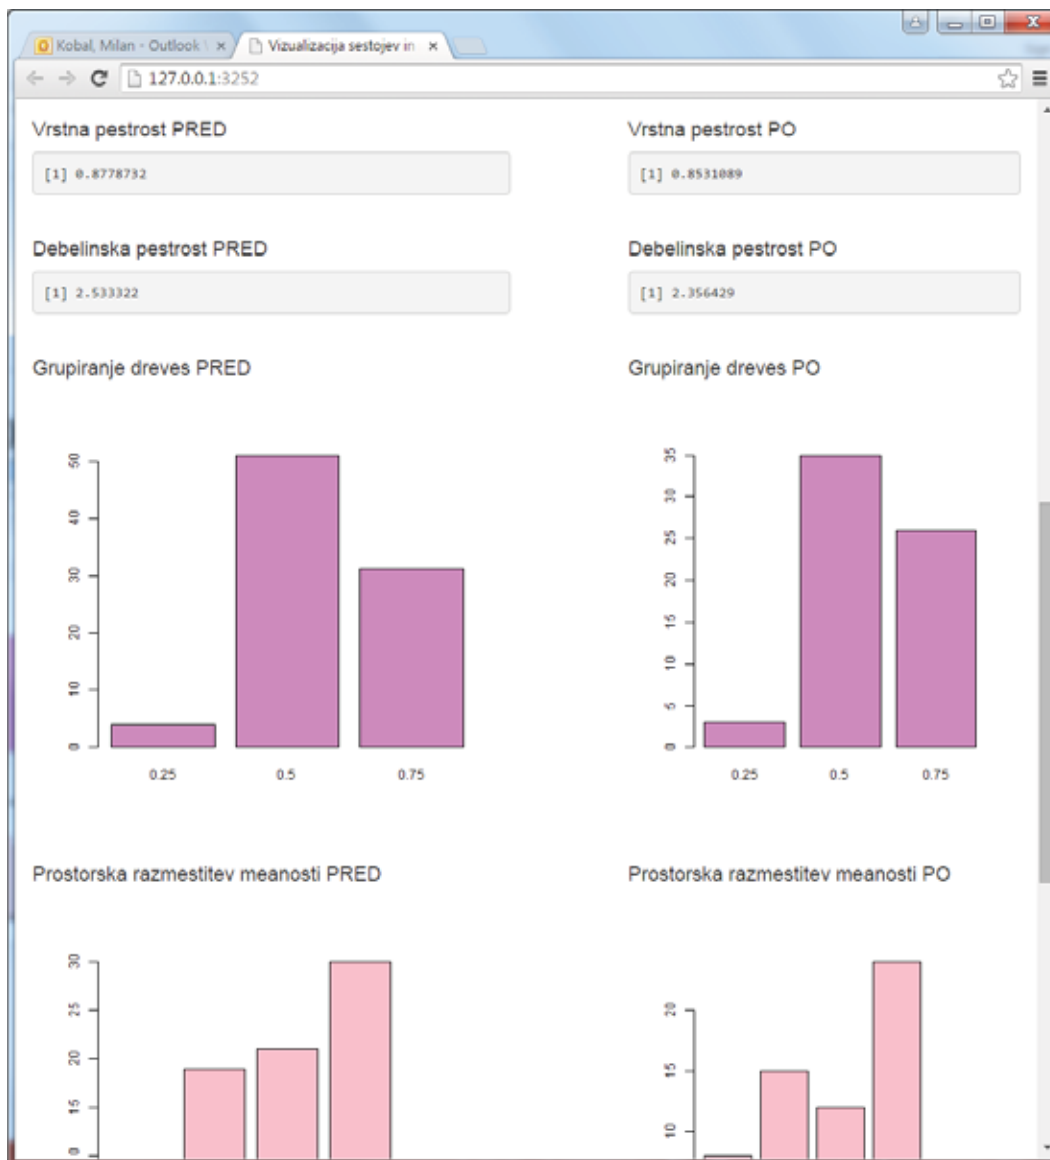 Kobal, Milan - Outlook
Vizualizacija sestojev in
127.0.0.1:3252
Vrstna pestrost PRED
[1] 0.8778732
Vrstna pestrost PO
[1] 0.8531089
Debelinska pestrost PRED
[1] 2.533322
Debelinska pestrost PO
[1] 2.356429
Grupiranje dreves PRED
50
40
30
20
10
0
0.25 0.5 0.75
Grupiranje dreves PO
35
30
25
20
15
10
5
0
0.25 0.5 0.75
Prostorska razmestitev meanosti PRED
30
25
20
15
Prostorska razmestitev meanosti PO
20
15
10